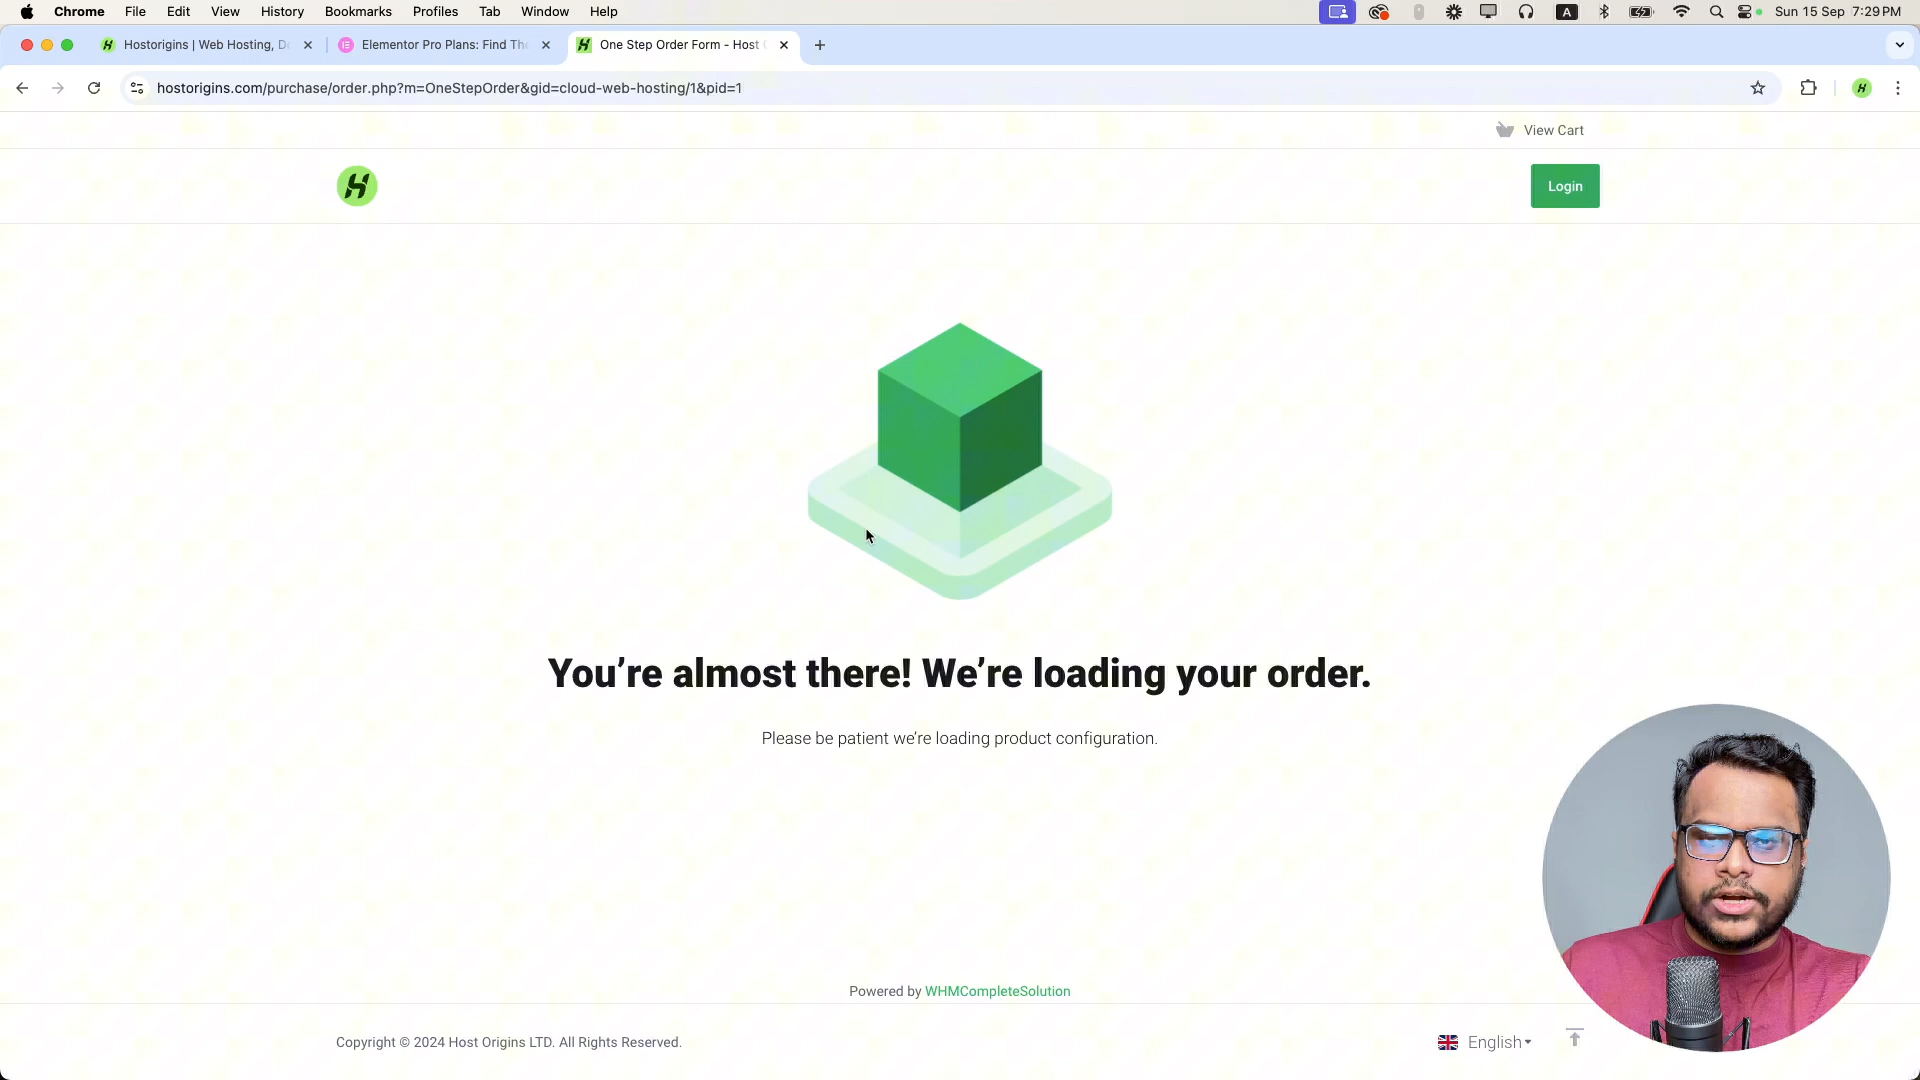 Chrome File Edit View History Bookmarks Profiles Tab Window Help
A
Sun 15 Sep 7:29 PM
Hostorigins | Web Hosting, Do
Elementor Pro Plans: Find The
One Step Order Form - Host
hostorigins.com/purchase/order.php?m=OneStepOrder&gid=cloud-web-hosting/1&pid=1
View Cart
H
Login
You’re almost there! We’re loading your order.
Please be patient we’re loading product configuration.
Powered by WHMCompleteSolution
Copyright © 2024 Host Origins LTD. All Rights Reserved.
English